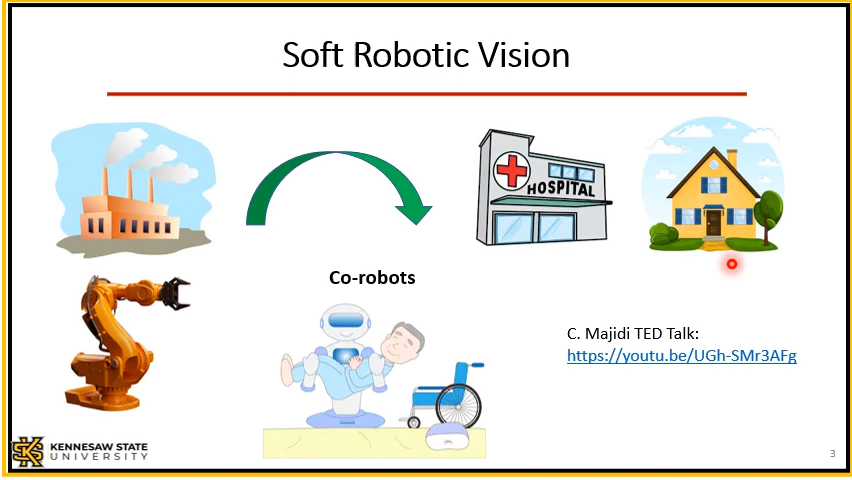 Soft Robotic Vision
HOSPITAL
Co-robots
C. Majidi TED Talk:
https://youtu.be/UGh-SMr3AFg
KENNESAW STATE
UNIVERSITY
3